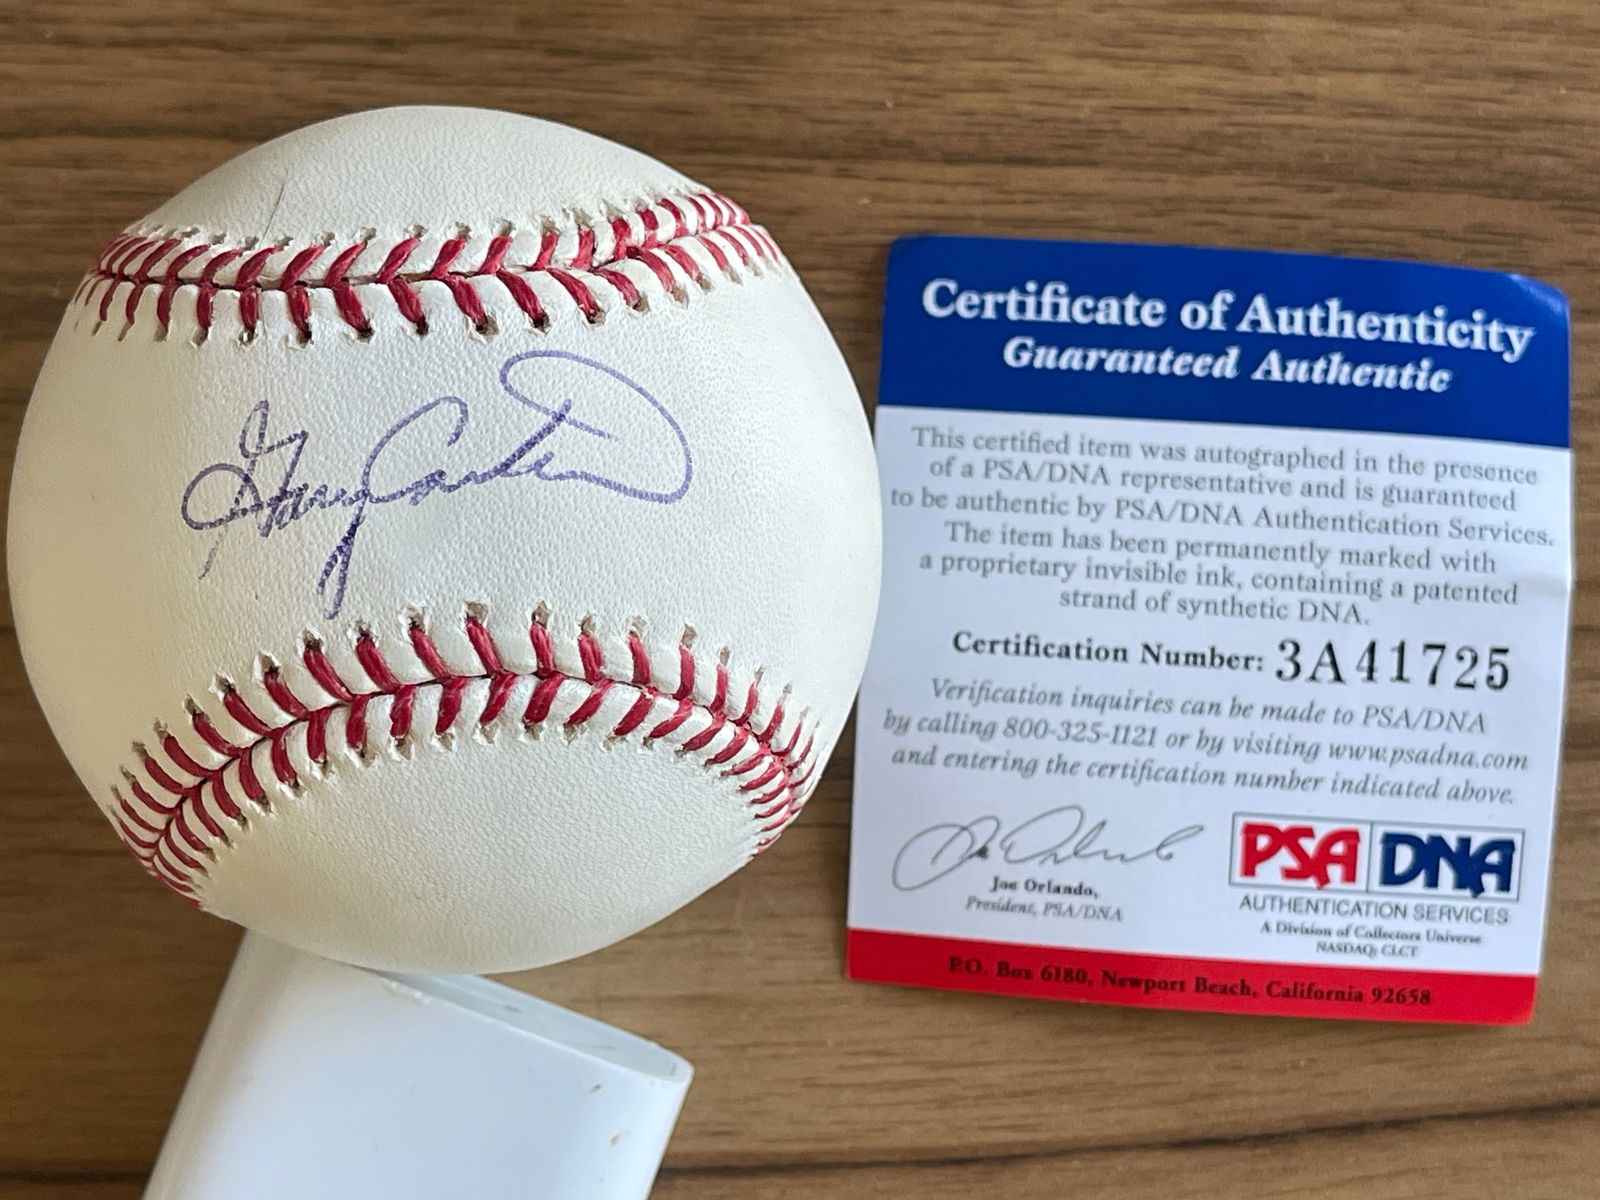 Gary Carter
Certificate of Authenticity
Guaranteed Authentic
This certified item was autographed in the presence
of a PSA/DNA representative and is guaranteed
to be authentic by PSA/DNA Authentication Services.
The item has been permanently marked with
a proprietary invisible ink, containing a patented
strand of synthetic DNA.
Certification Number: 3A41725
Verification inquiries can be made to PSA/DNA
by calling 800-325-1121 or by visiting www.psadna.com
and entering the certification number indicated above.
Joe Orlando,
President, PSA/DNA
PSA DNA
AUTHENTICATION SERVICES
A Division of Collectors Universe
NASDAQ: CLCT
P.O. Box 6180, Newport Beach, California 92658